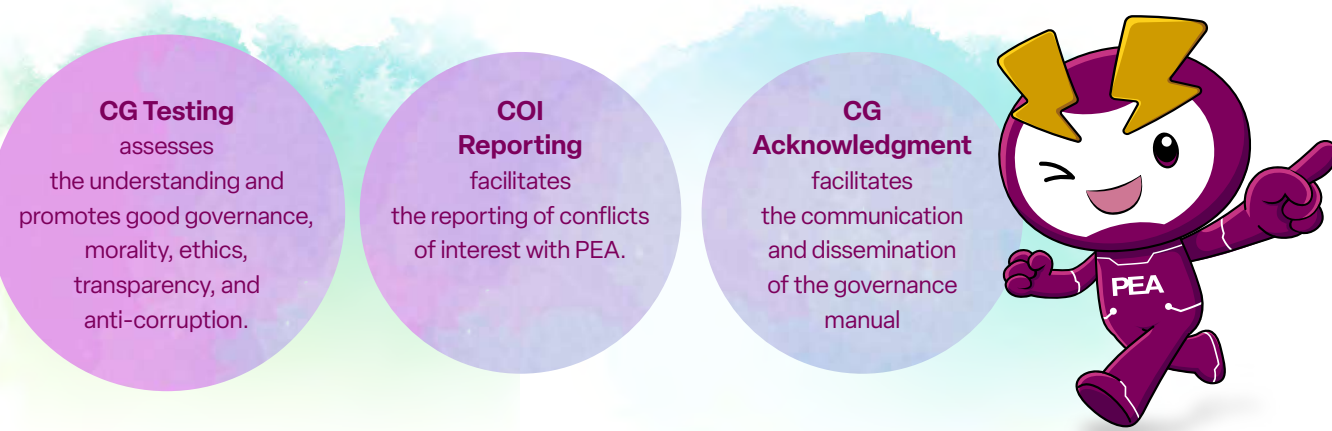 CG Testing
assesses
the understanding and
promotes good governance,
morality, ethics,
transparency, and
anti-corruption.
COI
Reporting
facilitates
the reporting of conflicts
of interest with PEA.
CG
Acknowledgment
facilitates
the communication
and dissemination
of the governance
manual
PEA